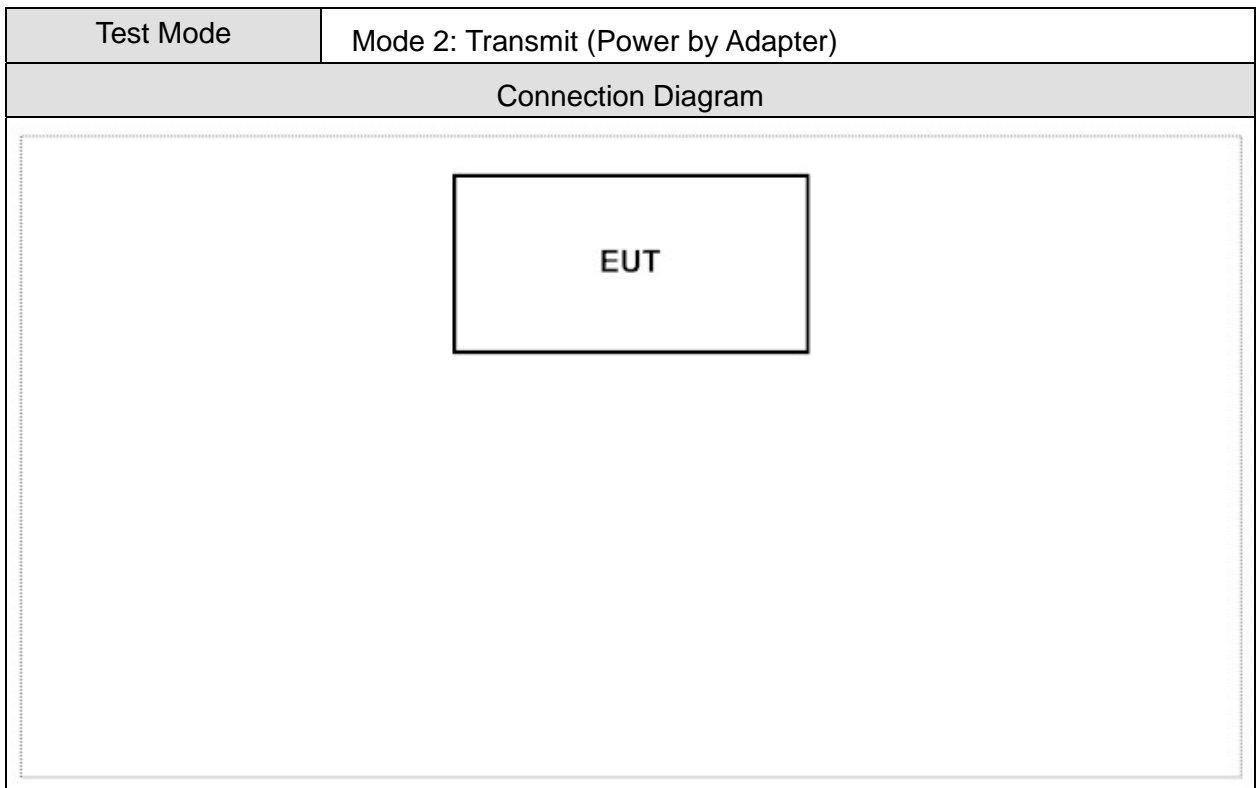 Test Mode
Mode 2: Transmit (Power by Adapter)
Connection Diagram
EUT